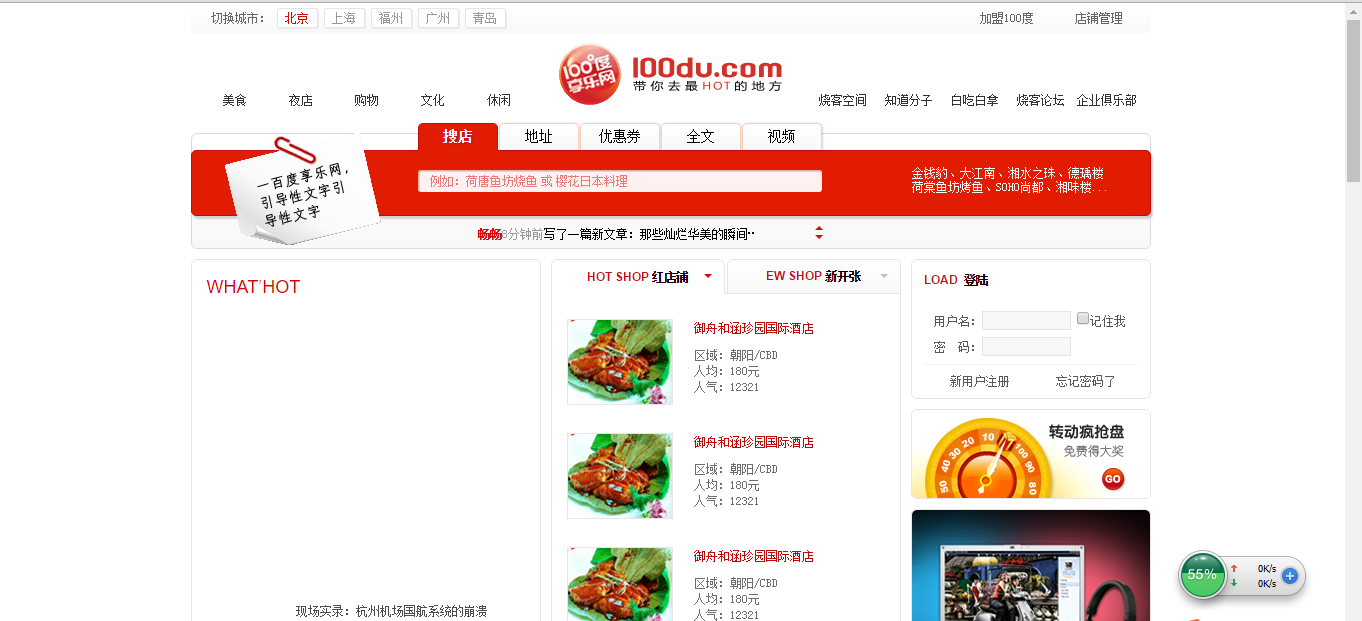 切换城市： 北京 上海 福州 广州 青岛 加盟100度 店铺管理
100度
享乐网
100du.com
带你去最HOT的地方
美食 夜店 购物 文化 休闲 烧客空间 知道分子 白吃白拿 烧客论坛 企业俱乐部
搜店 地址 优惠券 全文 视频
一百度享乐网，
引导性文字引
导性文字
例如：荷唐鱼坊烧鱼 或 樱花日本料理
金钱豹、大江南、湘水之珠、德瑀楼
荷棠鱼坊烤鱼、SOHO尚都、湘味楼...
畅畅8分钟前写了一篇新文章：那些灿烂华美的瞬间··
WHAT'HOT
现场实录：杭州机场国航系统的崩溃
HOT SHOP 红店铺 EW SHOP 新开张
御舟和涵珍园国际酒店
区域：朝阳/CBD
人均：180元
人气：12321
御舟和涵珍园国际酒店
区域：朝阳/CBD
人均：180元
人气：12321
御舟和涵珍园国际酒店
区域：朝阳/CBD
人均：180元
人气：12321
LOAD 登陆
用户名： 记住我
密 码：
新用户注册 忘记密码了
转动疯抢盘
免费得大奖
GO
50 40 30 20 10 100 90 80
55% 0K/s
0K/s